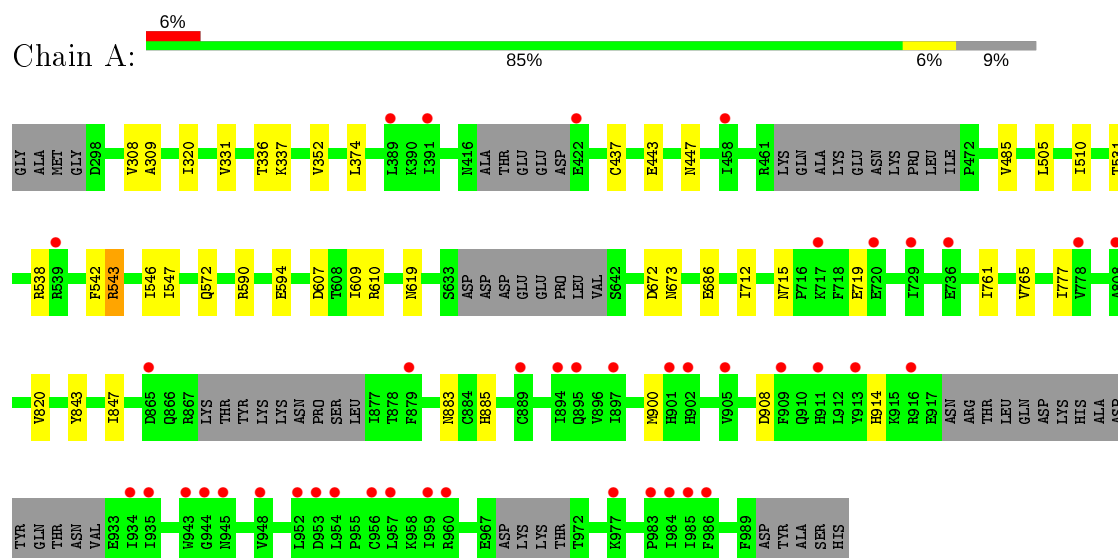 6%
Chain A:
85% 6% 9%
GLY ALA MET GLY D298 V308 A309 I320 V331 T336 K337 V352 L374 L389 K390 I391 N416 ALA THR GLU GLU ASP E422 C437 E443 N447 I458 R461 LYS GLN ALA LYS GLU ASN LYS PRO LEU ILE P472 V485 L505 I510 T531
R538 R539 F542 R543 I546 I547 Q572 R590 E594 D607 T608 I609 R610 N619 S633 ASP ASP ASP GLU GLU PRO LEU VAL S642 D672 N673 E686 I712 N715 P716 K717 F718 E719 E720 I729 E736 I761 V765 I777 V778 A808
V820 Y843 I847 D865 Q866 R867 LYS THR TYR LYS LYS ASN PRO SER LEU I877 T878 F879 N883 C884 H885 C889 I894 Q895 V896 I897 M900 H901 H902 V905 D908 F909 Q910 H911 L912 Y913 H914 K915 R916 E917 ASN ARG THR LEU GLN ASP LYS HIS ALA ASP
TYR GLN THR ASN VAL E933 I934 I935 W943 G944 N945 V948 L952 D953 L954 P955 C956 L957 K958 I959 R960 E967 ASP LYS LYS THR T972 K977 P983 I984 I985 F986 F989 ASP TYR ALA SER HIS